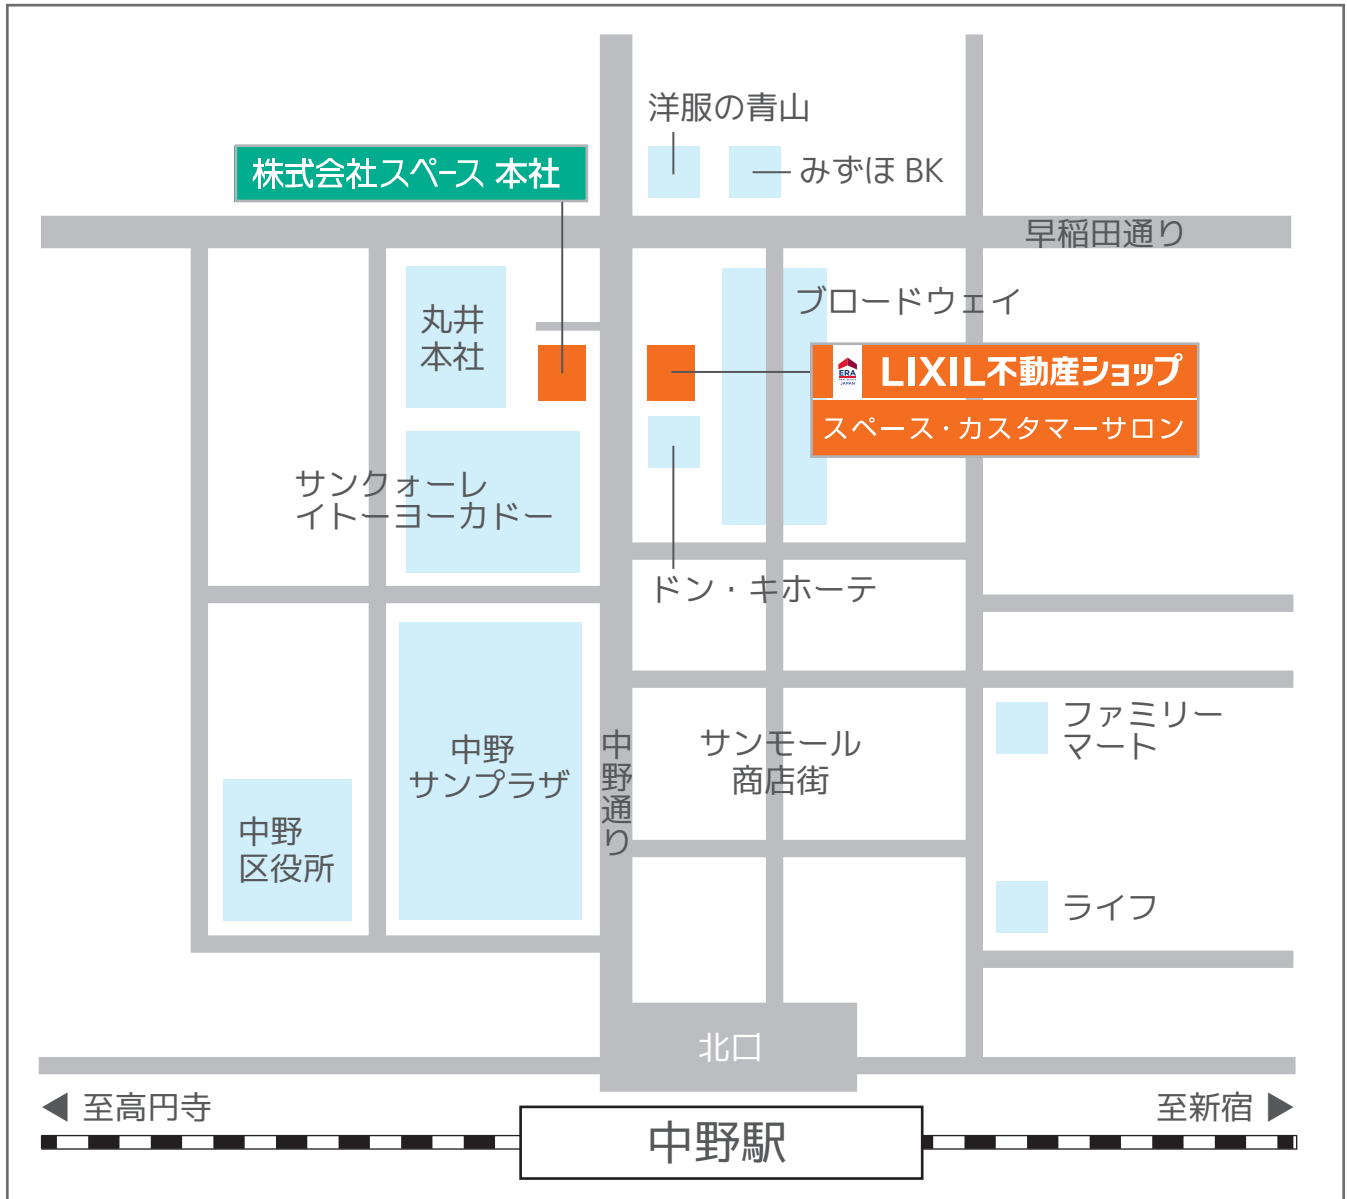 洋服の青山
株式会社スペース 本社
みずほ BK
早稲田通り
ブロードウェイ
丸井
本社
ERA
JAPAN
LIXIL不動産ショップ
スペース・カスタマーサロン
サンクォーレ
イトーヨーカドー
ドン・キホーテ
ファミリー
マート
中野
サンプラザ
中野通り
サンモール
商店街
中野
区役所
ライフ
北口
◀ 至高円寺
至新宿 ▶
中野駅